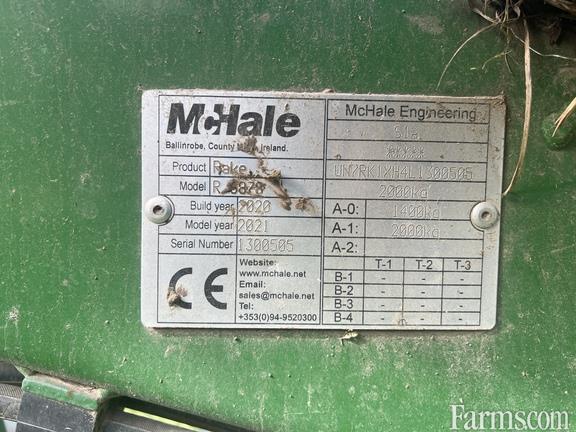 McHale
Ballinrobe, County Ireland.
Product Rake
Model
Build year 2020
Model year 2021
Serial Number 1300505
CE
Website:
www.mchale.net
Email:
sales@mchale.net
Tel:
+353(0)94-9520300
McHale Engineering
S1a
****
2000kg
A-0: 1400kg
A-1: 2000kg
A-2:
T-1 T-2 T-3
B-1 - - -
B-2 - - -
B-3 - - -
B-4 - - -
Farms.com